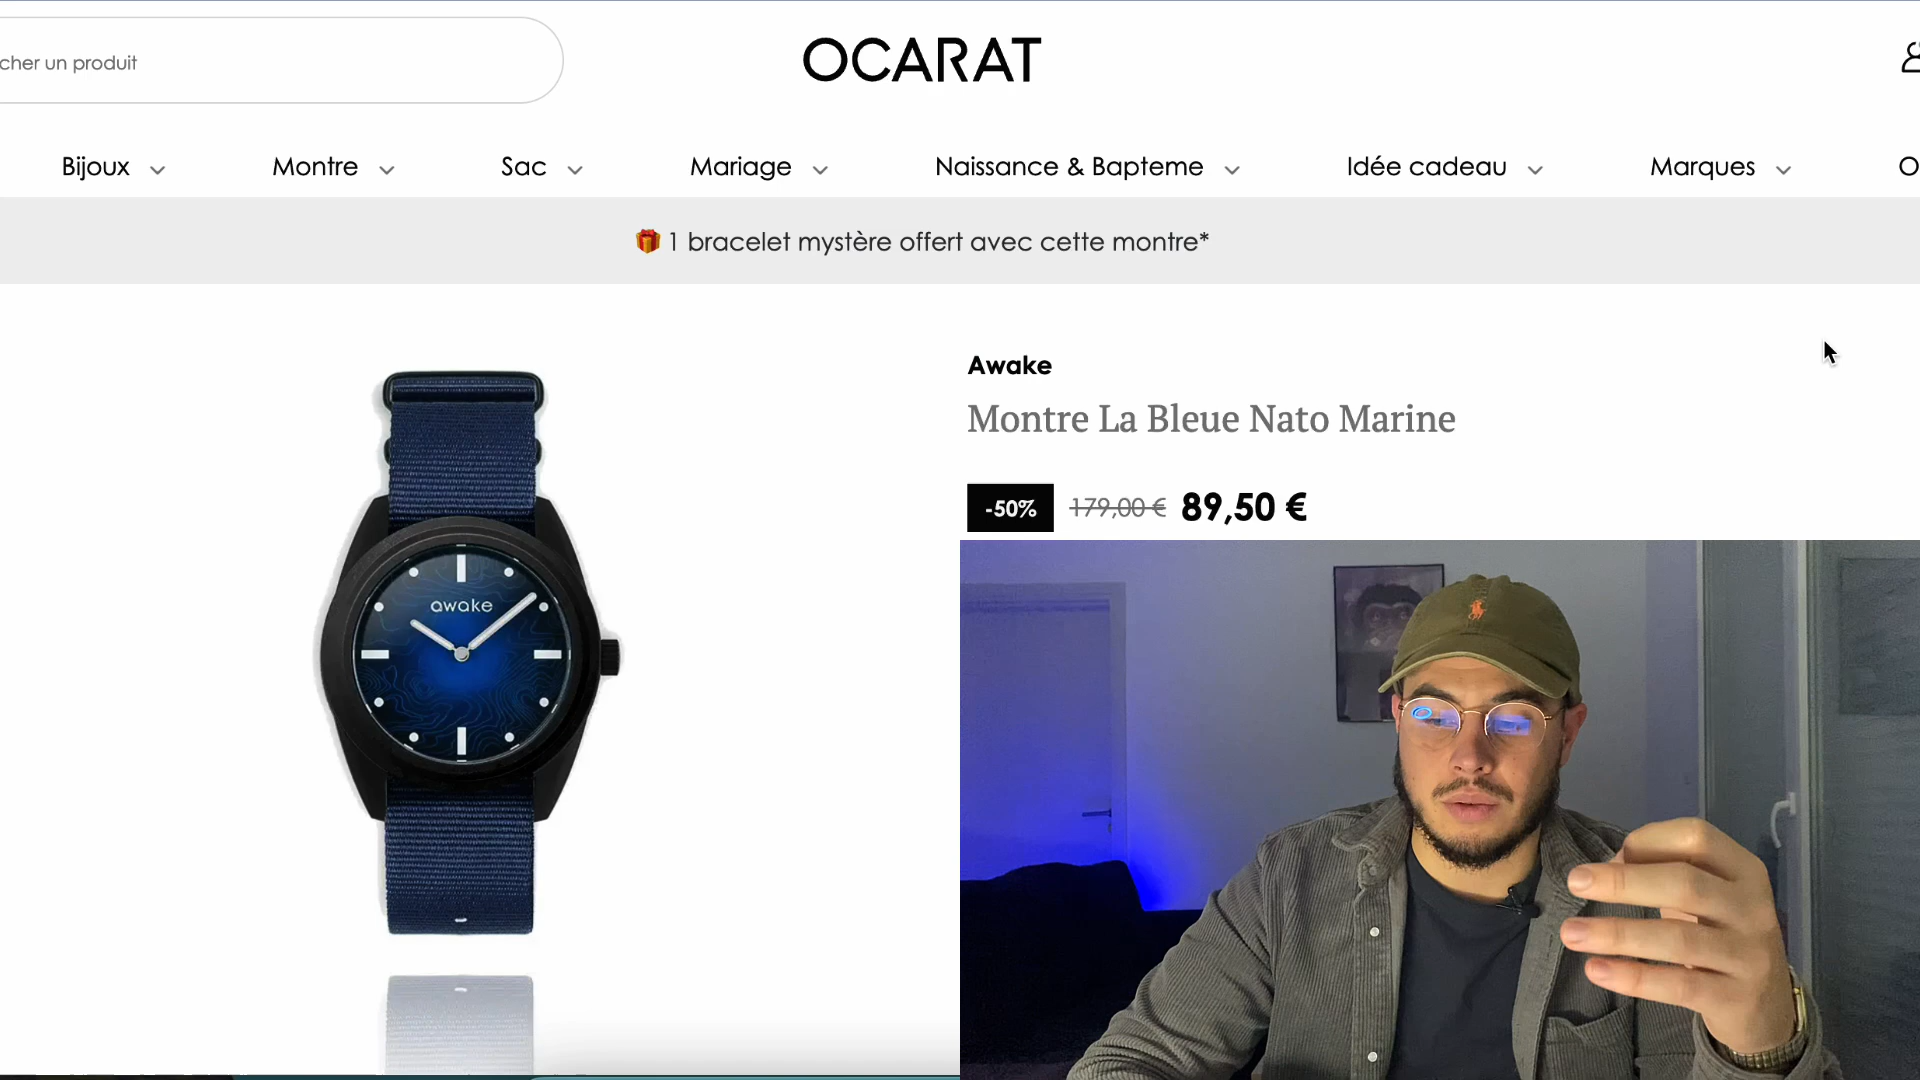 cher un produit
OCARAT
Bijoux
Montre
Sac
Mariage
Naissance & Bapteme
Idée cadeau
Marques
O
🎁 1 bracelet mystère offert avec cette montre*
awake
Awake
Montre La Bleue Nato Marine
-50% 179,00 € 89,50 €